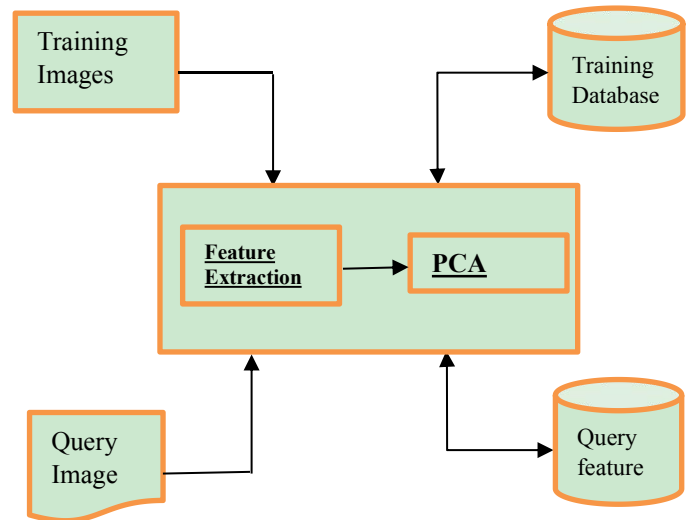 Training
Images
Training
Database
Feature
Extraction
PCA
Query
Image
Query
feature